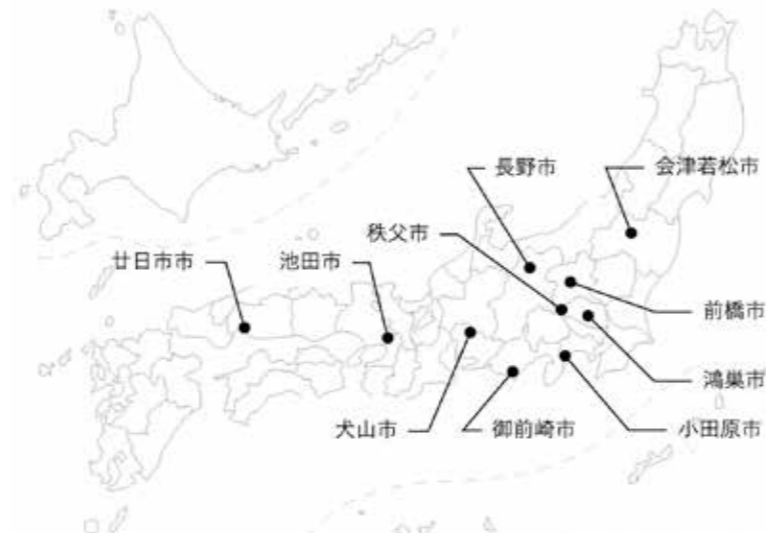 長野市
会津若松市
秩父市
廿日市市
池田市
前橋市
鴻巣市
犬山市
御前崎市
小田原市